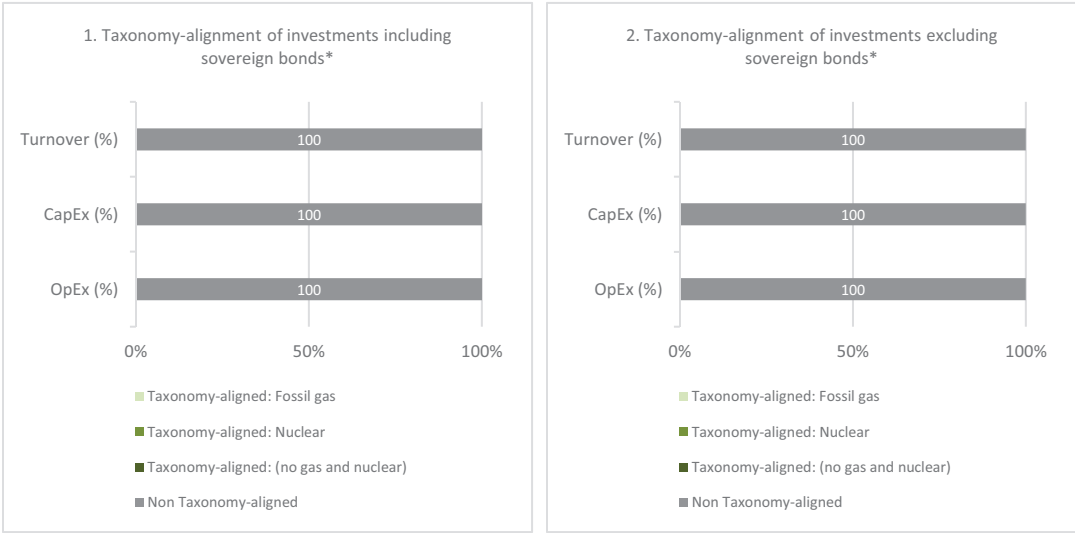 1. Taxonomy-alignment of investments including
sovereign bonds*
Turnover (%)
100
CapEx (%)
100
OpEx (%)
100
0%
50%
100%
Taxonomy-aligned: Fossil gas
Taxonomy-aligned: Nuclear
Taxonomy-aligned: (no gas and nuclear)
Non Taxonomy-aligned
2. Taxonomy-alignment of investments excluding
sovereign bonds*
Turnover (%)
100
CapEx (%)
100
OpEx (%)
100
0%
50%
100%
Taxonomy-aligned: Fossil gas
Taxonomy-aligned: Nuclear
Taxonomy-aligned: (no gas and nuclear)
Non Taxonomy-aligned